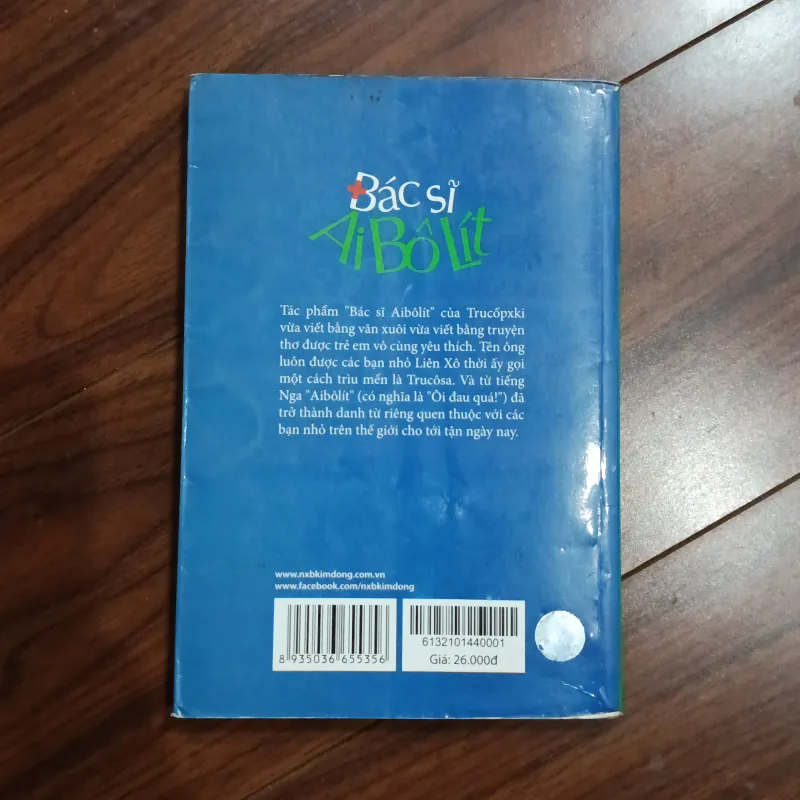 Bác sĩ
AiBôLít
Tác phẩm "Bác sĩ Aibôlít" của Trucốpxki
vừa viết bằng văn xuôi vừa viết bằng truyện
thơ được trẻ em vô cùng yêu thích. Tên ông
luôn được các bạn nhỏ Liên Xô thời ấy gọi
một cách trìu mến là Trucôsa. Và từ tiếng
Nga "Aibôlít" (có nghĩa là "Ôi đau quá!") đã
trở thành danh từ riêng quen thuộc với các
bạn nhỏ trên thế giới cho tới tận ngày nay.
www.nxbkimdong.com.vn
www.facebook.com/nxbkimdong
8 935036 655356
6132101440001
Giá: 26.000đ